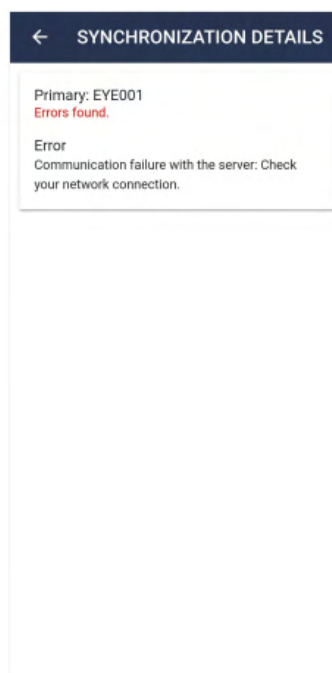 SYNCHRONIZATION DETAILS
Primary: EYE001
Errors found.
Error
Communication failure with the server: Check
your network connection.